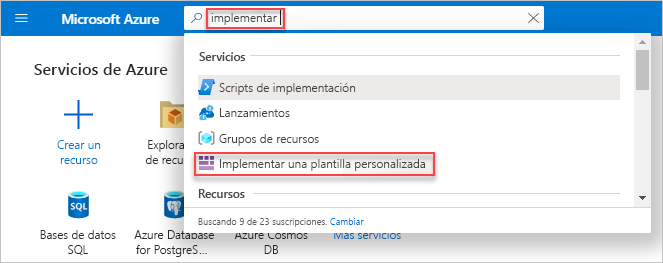 Microsoft Azure
implementar
Servicios de Azure
Servicios
Scripts de implementación
Lanzamientos
Grupos de recursos
Implementar una plantilla personalizada
Recursos
Buscando 9 de 23 suscripciones. Cambiar
Crear un
recurso
Explora
de recu
Bases de datos
SQL
Azure Database
for PostgreS...
Azure Cosmos
DB
Más servicios